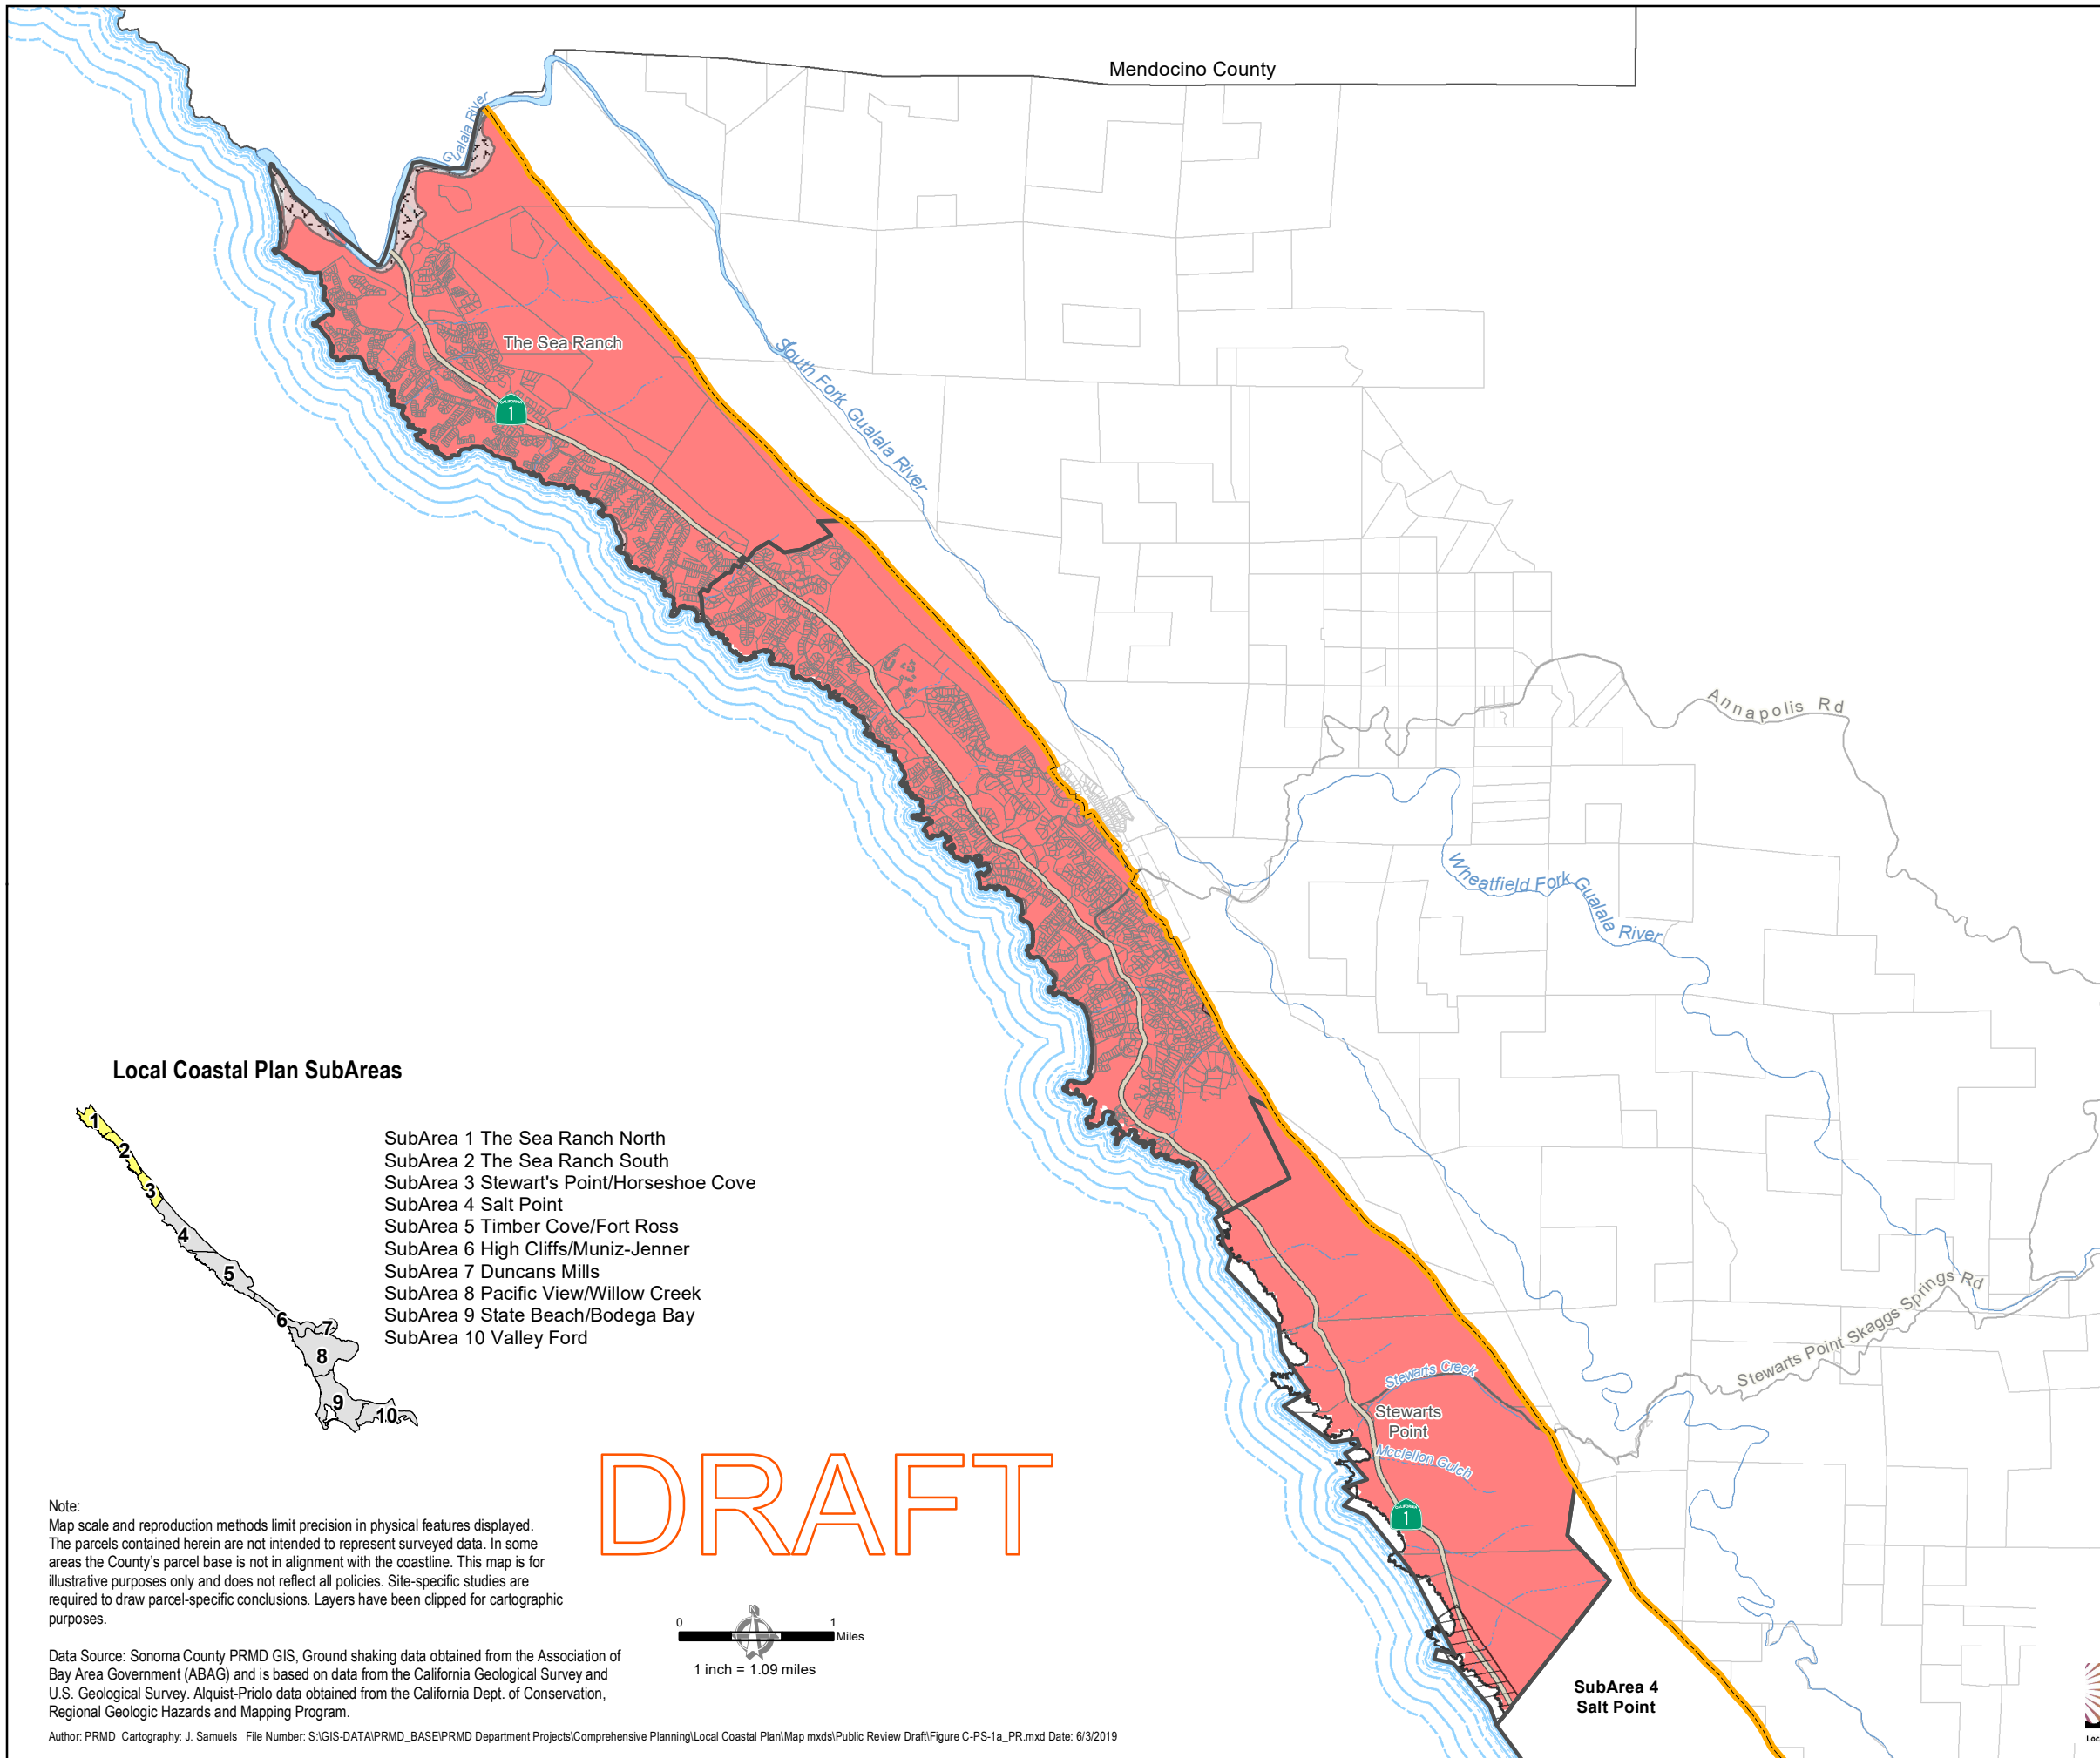 Mendocino County
Gualala River
The Sea Ranch
CALIFORNIA
1
South Fork Gualala River
Annapolis Rd
Wheatfield Fork Gualala River
Local Coastal Plan SubAreas
1
2
3
4
5
6
7
8
9
10
SubArea 1 The Sea Ranch North
SubArea 2 The Sea Ranch South
SubArea 3 Stewart's Point/Horseshoe Cove
SubArea 4 Salt Point
SubArea 5 Timber Cove/Fort Ross
SubArea 6 High Cliffs/Muniz-Jenner
SubArea 7 Duncans Mills
SubArea 8 Pacific View/Willow Creek
SubArea 9 State Beach/Bodega Bay
SubArea 10 Valley Ford
Stewarts Point Skaggs Springs Rd
Stewarts Creek
Stewarts
Point
Mcclellon Gulch
CALIFORNIA
1
DRAFT
Note:
Map scale and reproduction methods limit precision in physical features displayed.
The parcels contained herein are not intended to represent surveyed data. In some
areas the County's parcel base is not in alignment with the coastline. This map is for
illustrative purposes only and does not reflect all policies. Site-specific studies are
required to draw parcel-specific conclusions. Layers have been clipped for cartographic
purposes.
0 1
Miles
1 inch = 1.09 miles
Data Source: Sonoma County PRMD GIS, Ground shaking data obtained from the Association of
Bay Area Government (ABAG) and is based on data from the California Geological Survey and
U.S. Geological Survey. Alquist-Priolo data obtained from the California Dept. of Conservation,
Regional Geologic Hazards and Mapping Program.
SubArea 4
Salt Point
Author: PRMD Cartography: J. Samuels File Number: S:\GIS-DATA\PRMD_BASE\PRMD Department Projects\Comprehensive Planning\Local Coastal Plan\Map mxds\Public Review Draft\Figure C-PS-1a_PR.mxd Date: 6/3/2019